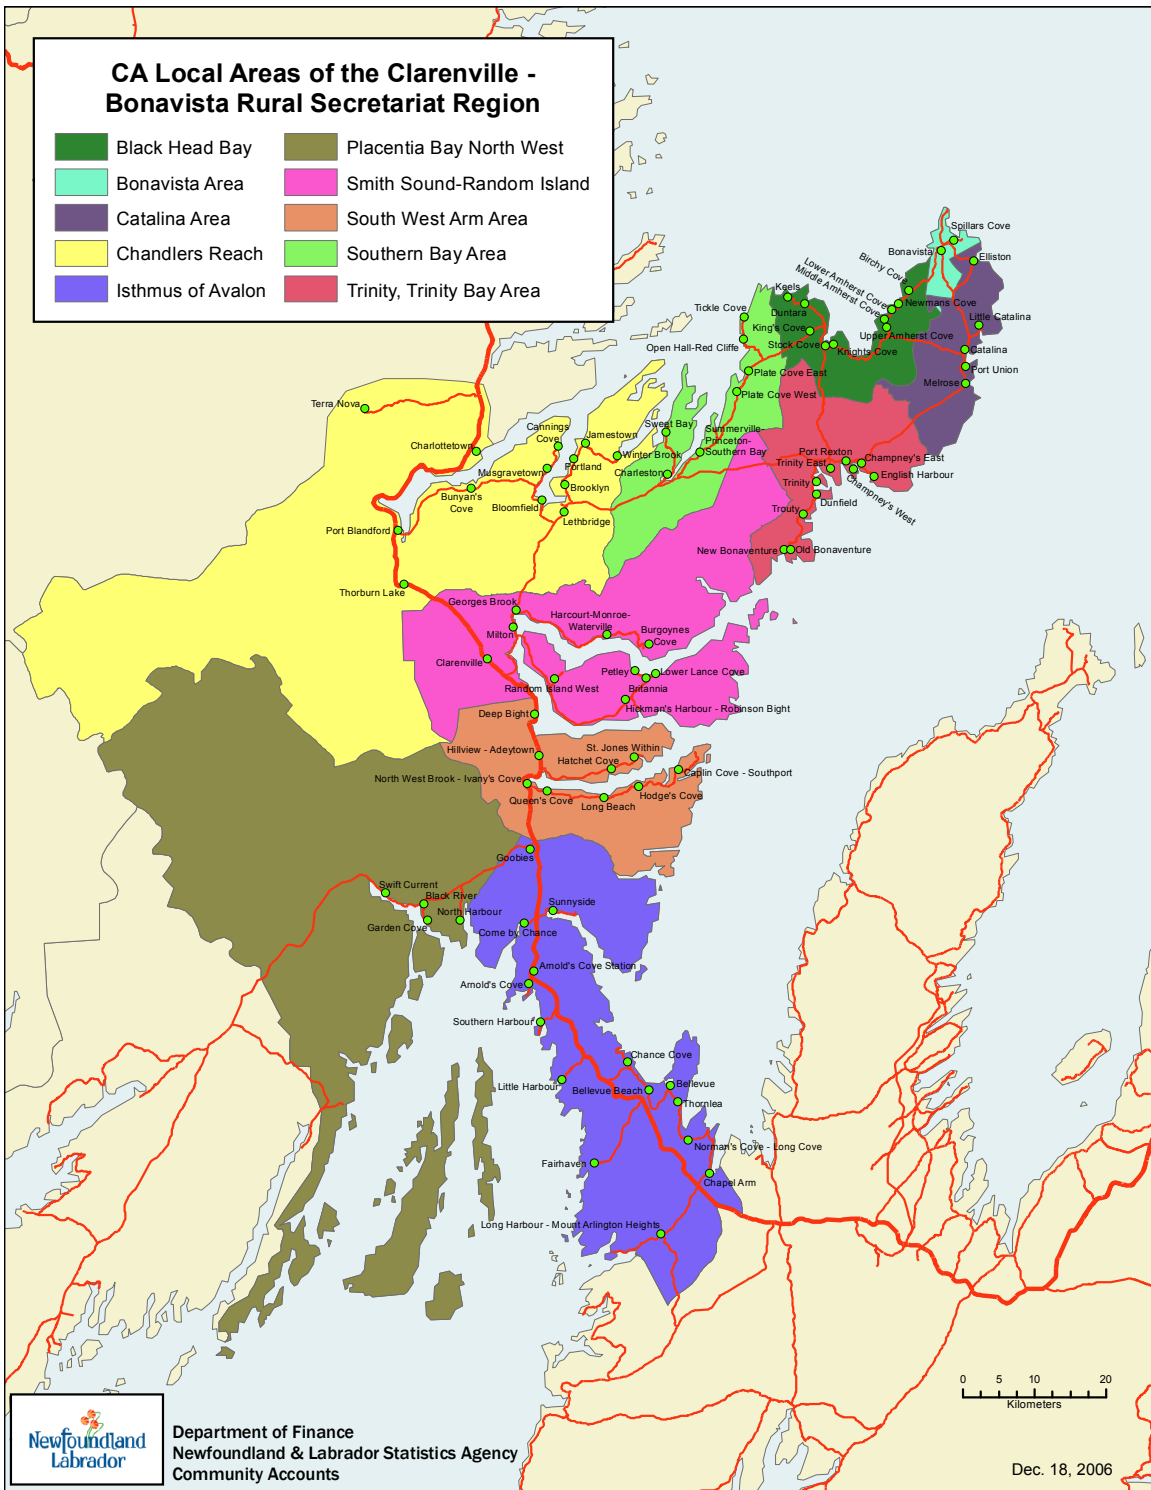 CA Local Areas of the Clarenville -
Bonavista Rural Secretariat Region
Black Head Bay
Bonavista Area
Catalina Area
Chandlers Reach
Isthmus of Avalon
Placentia Bay North West
Smith Sound-Random Island
South West Arm Area
Southern Bay Area
Trinity, Trinity Bay Area
Spillars Cove
Bonavista
Elliston
Birchy Cove
Lower Amherst Cove
Middle Amherst Cove
Newmans Cove
Upper Amherst Cove
Little Catalina
Catalina
Port Union
Melrose
Keels
Duntara
Tickle Cove
King's Cove
Stock Cove
Knights Cove
Open Hall-Red Cliffe
Plate Cove East
Plate Cove West
Terra Nova
Charlottetown
Cannings
Cove
Jamestown
Sweet Bay
Summerville-
Princeton-
Southern Bay
Winter Brook
Portland
Musgravetown
Charleston
Brooklyn
Bunyan's
Cove
Bloomfield
Lethbridge
Port Rexton
Champney's East
Trinity East
English Harbour
Champney's West
Trinity
Dunfield
Trouty
New Bonaventure
Old Bonaventure
Port Blandford
Thorburn Lake
Georges Brook
Harcourt-Monroe-
Waterville
Burgoynes
Cove
Milton
Clarenville
Petley
Lower Lance Cove
Random Island West
Britannia
Hickman's Harbour - Robinson Bight
Deep Bight
Hillview - Adeytown
St. Jones Within
Hatchet Cove
Caplin Cove - Southport
North West Brook - Ivany's Cove
Hodge's Cove
Queen's Cove
Long Beach
Goobies
Swift Current
Black River
North Harbour
Garden Cove
Sunnyside
Come by Chance
Arnold's Cove Station
Arnold's Cove
Southern Harbour
Chance Cove
Little Harbour
Bellevue Beach
Bellevue
Thornlea
Norman's Cove - Long Cove
Fairhaven
Chapel Arm
Long Harbour - Mount Arlington Heights
0 5 10 20
Kilometers
Newfoundland
Labrador
Department of Finance
Newfoundland & Labrador Statistics Agency
Community Accounts
Dec. 18, 2006